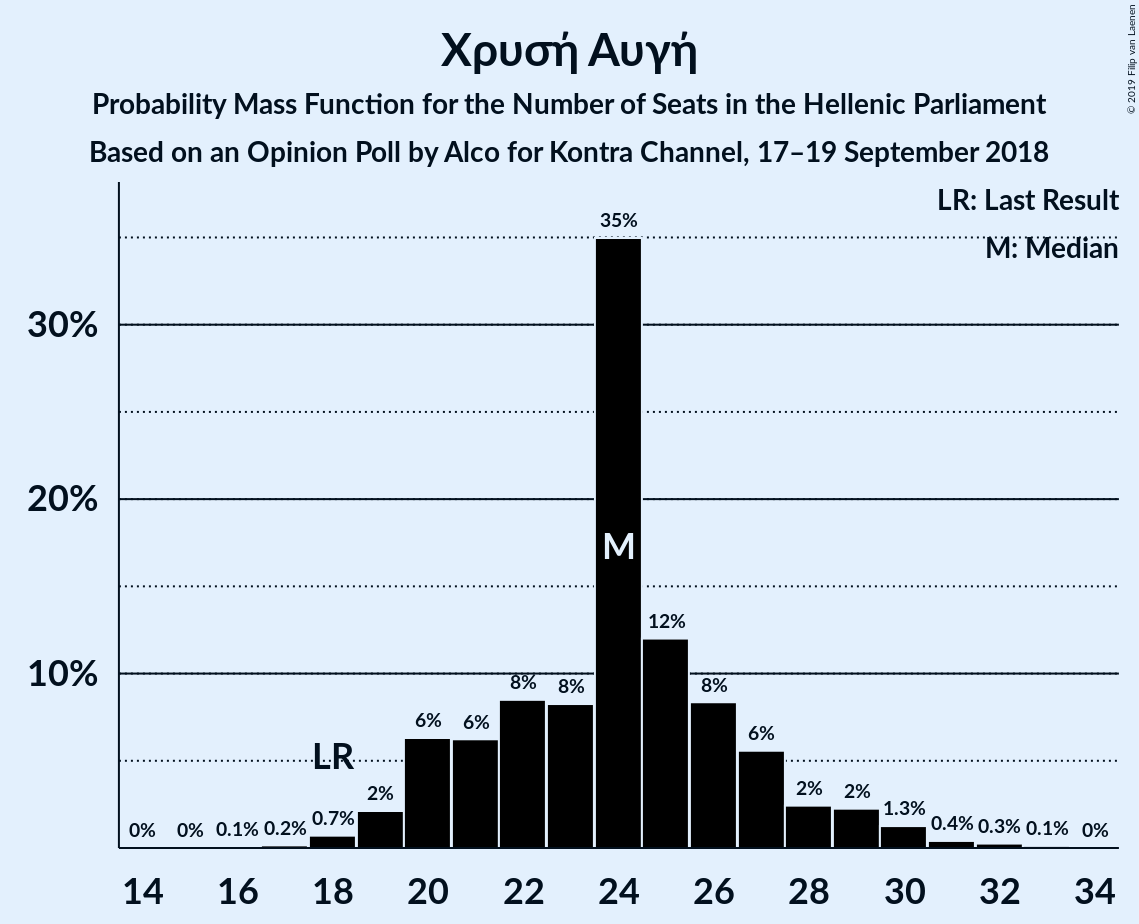 Χρυσή Αυγή
Probability Mass Function for the Number of Seats in the Hellenic Parliament
Based on an Opinion Poll by Alco for Kontra Channel, 17–19 September 2018
© 2019 Filip van Laenen
LR: Last Result
M: Median
35%
30%
20%
M
12%
10%
8%
8%
8%
6%
6%
6%
LR
2%
2%
2%
1.3%
0%
0%
0.1%
0.2%
0.7%
0.4%
0.3%
0.1%
0%
14 16 18 20 22 24 26 28 30 32 34